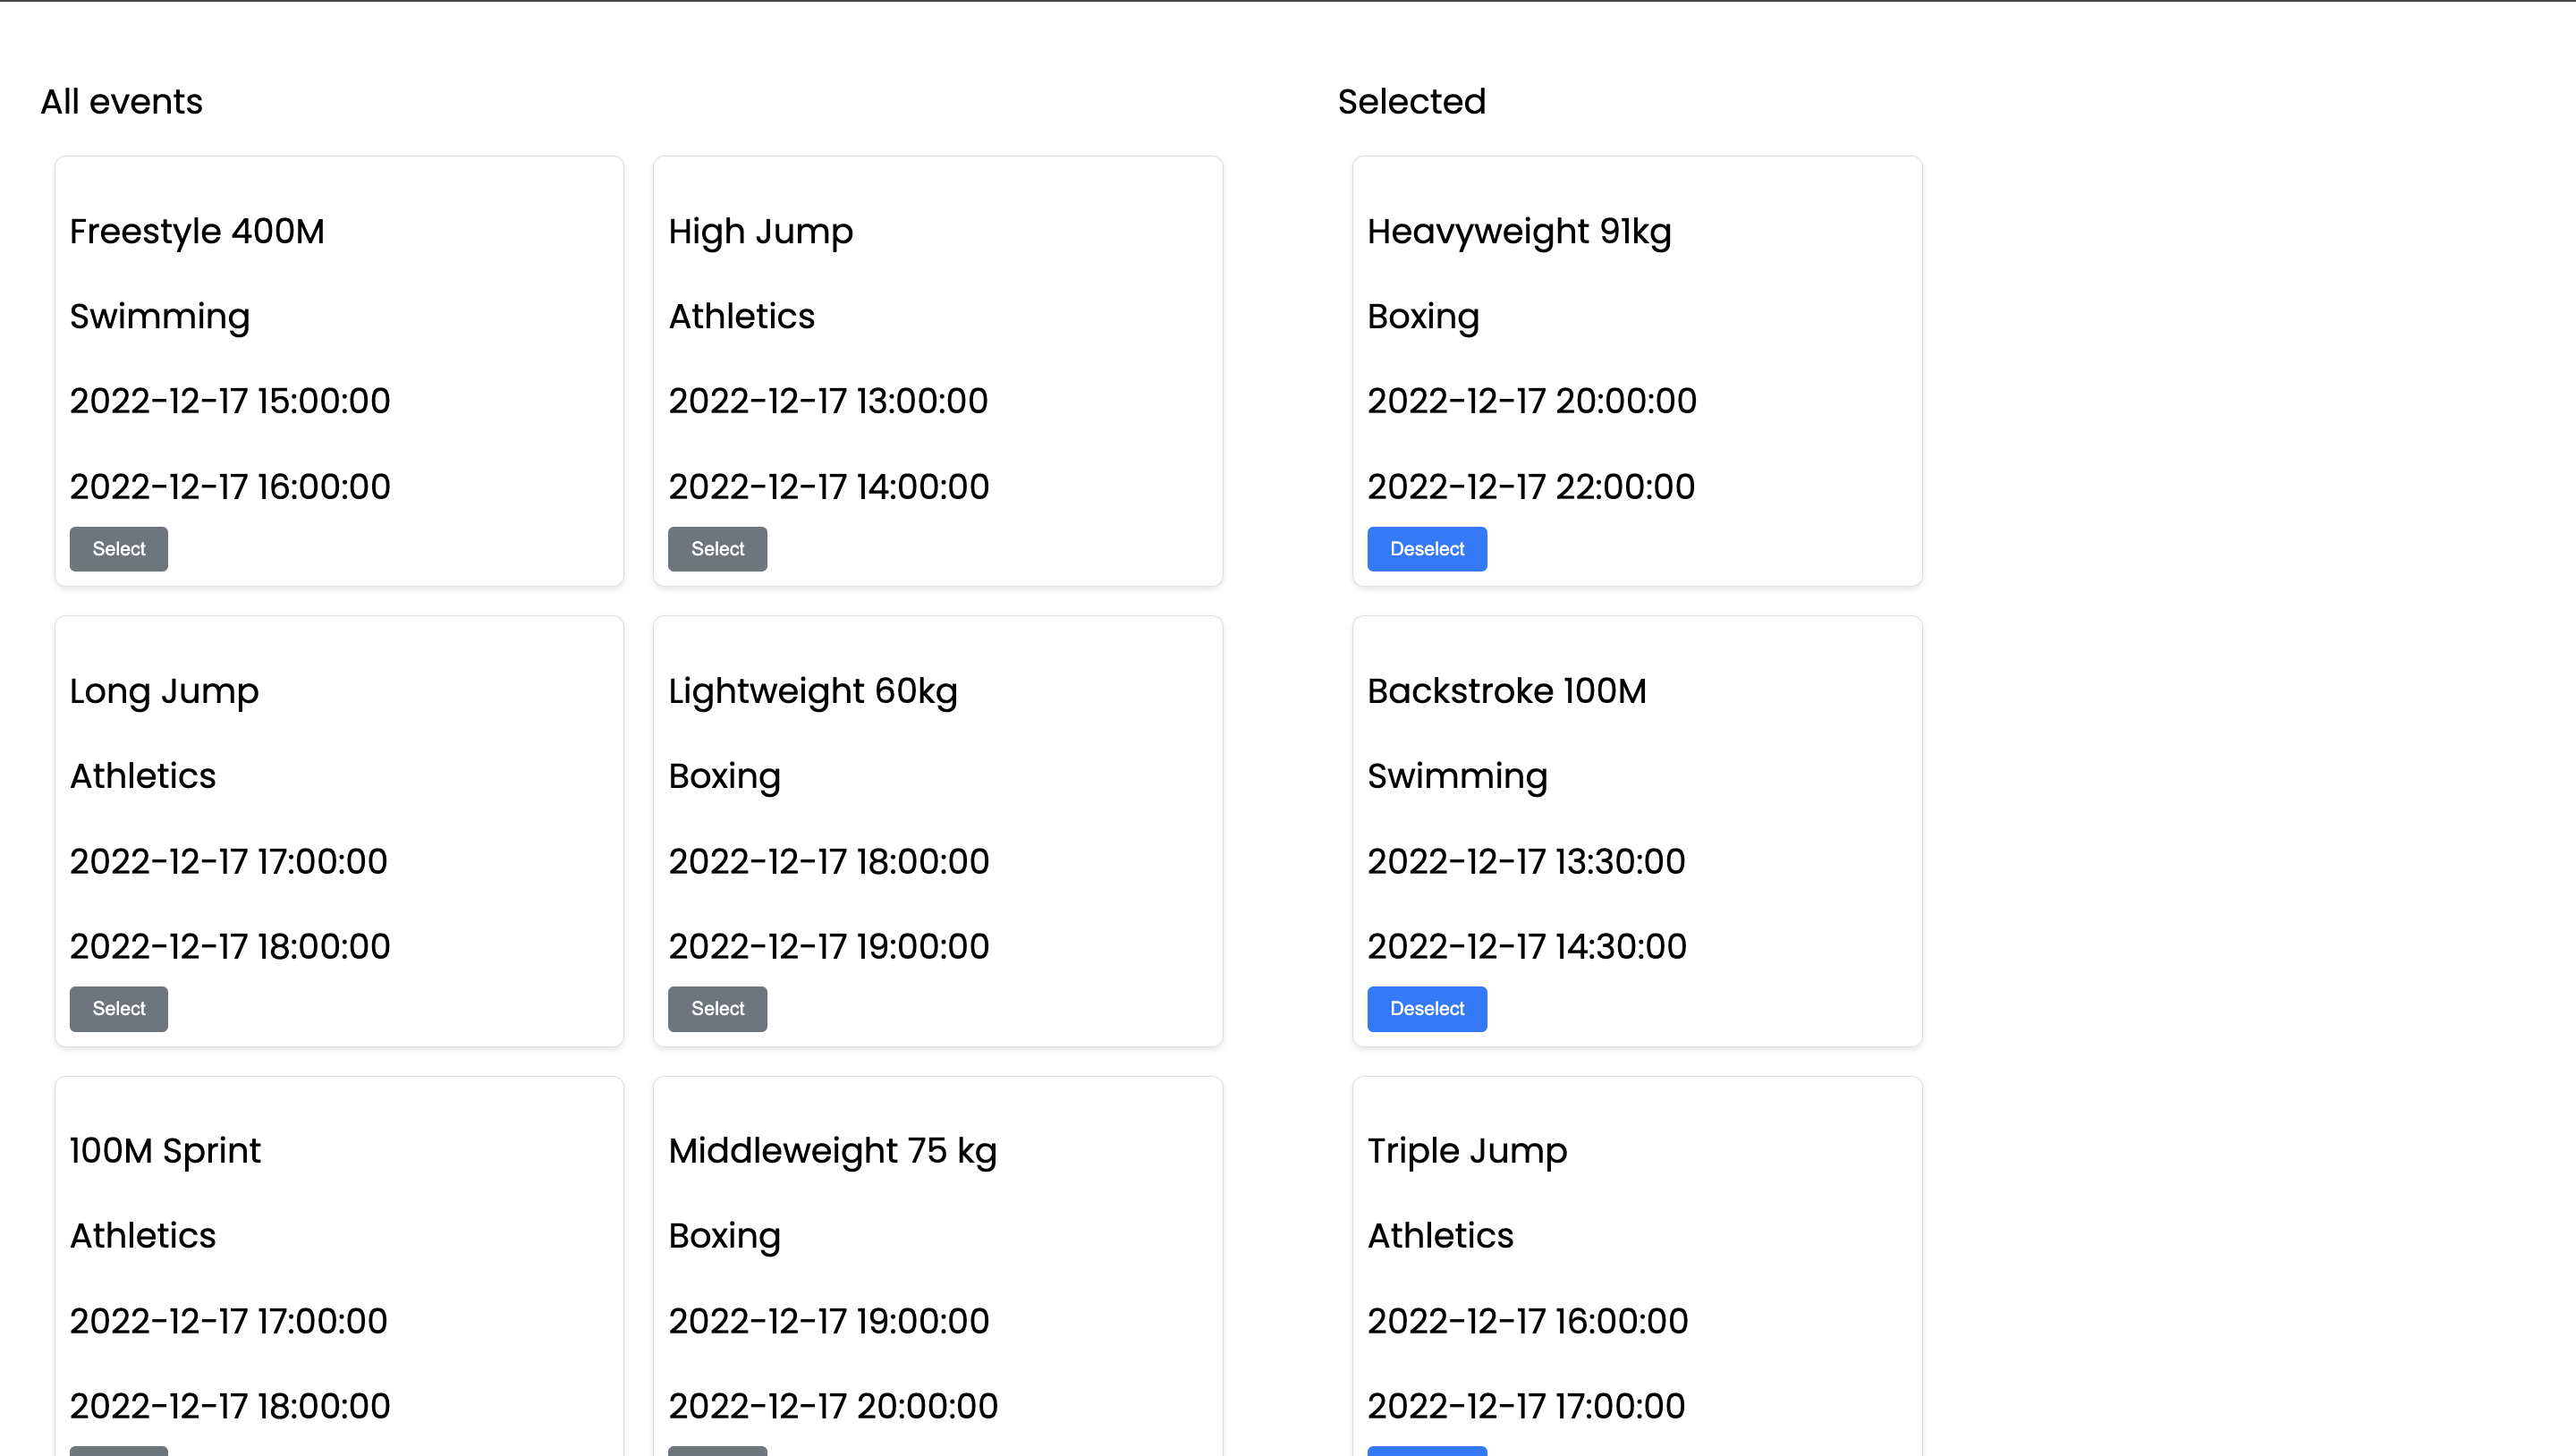 All events
Freestyle 400M
Swimming
2022-12-17 15:00:00
2022-12-17 16:00:00
Select
High Jump
Athletics
2022-12-17 13:00:00
2022-12-17 14:00:00
Select
Long Jump
Athletics
2022-12-17 17:00:00
2022-12-17 18:00:00
Select
Lightweight 60kg
Boxing
2022-12-17 18:00:00
2022-12-17 19:00:00
Select
100M Sprint
Athletics
2022-12-17 17:00:00
2022-12-17 18:00:00
Middleweight 75 kg
Boxing
2022-12-17 19:00:00
2022-12-17 20:00:00
Selected
Heavyweight 91kg
Boxing
2022-12-17 20:00:00
2022-12-17 22:00:00
Deselect
Backstroke 100M
Swimming
2022-12-17 13:30:00
2022-12-17 14:30:00
Deselect
Triple Jump
Athletics
2022-12-17 16:00:00
2022-12-17 17:00:00